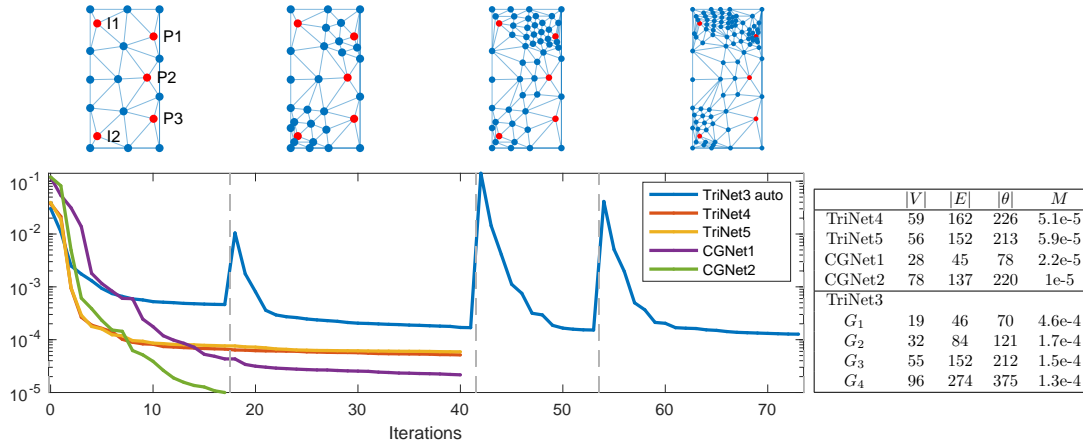 I1
P1
P2
P3
I2
10^-1
10^-2
10^-3
10^-4
10^-5
0
10
20
30
40
50
60
70
Iterations
TriNet3 auto
TriNet4
TriNet5
CGNet1
CGNet2
|V| |E| |θ| M
TriNet4 59 162 226 5.1e-5
TriNet5 56 152 213 5.9e-5
CGNet1 28 45 78 2.2e-5
CGNet2 78 137 220 1e-5
TriNet3
G_1 19 46 70 4.6e-4
G_2 32 84 121 1.7e-4
G_3 55 152 212 1.5e-4
G_4 96 274 375 1.3e-4